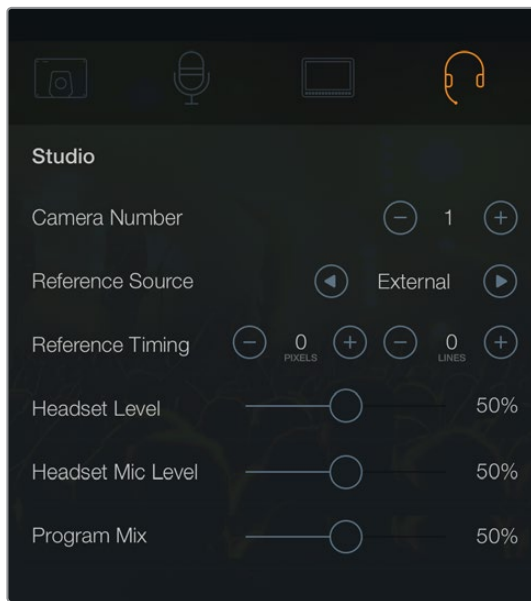 Studio
Camera Number 1
Reference Source External
Reference Timing 0 PIXELS 0 LINES
Headset Level 50%
Headset Mic Level 50%
Program Mix 50%